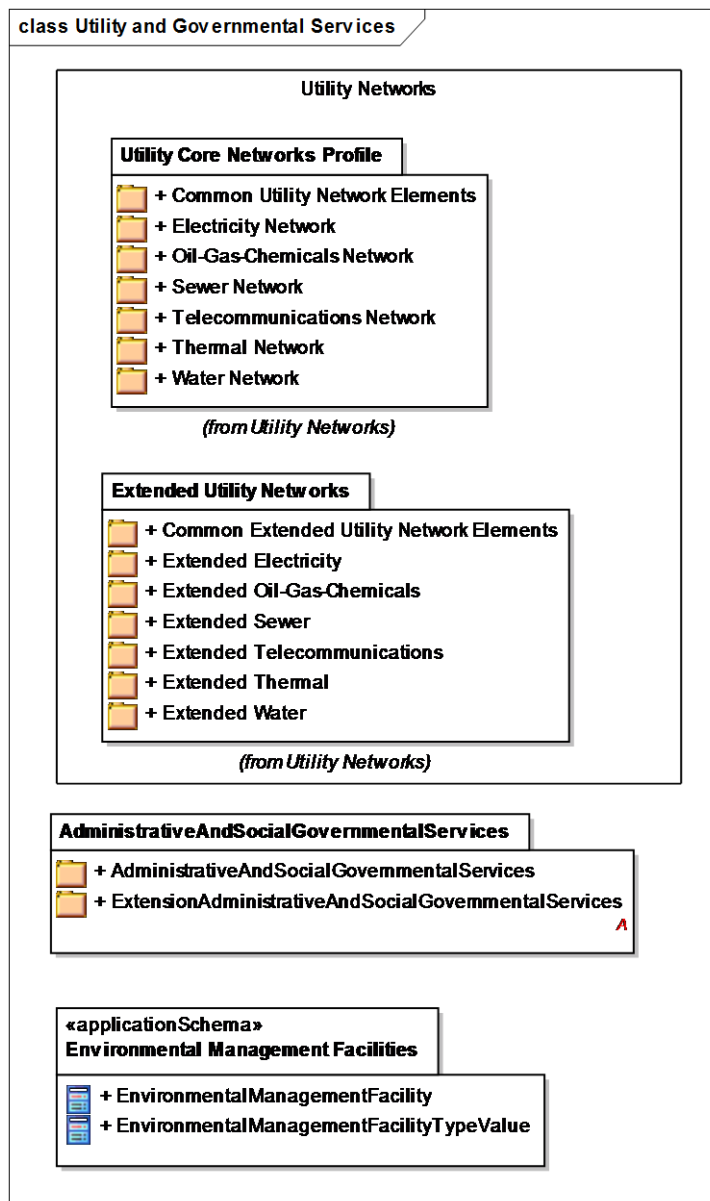 class Utility and Governmental Services
Utility Networks
Utility Core Networks Profile
+ Common Utility Network Elements
+ Electricity Network
+ Oil-Gas-Chemicals Network
+ Sewer Network
+ Telecommunications Network
+ Thermal Network
+ Water Network
(from Utility Networks)
Extended Utility Networks
+ Common Extended Utility Network Elements
+ Extended Electricity
+ Extended Oil-Gas-Chemicals
+ Extended Sewer
+ Extended Telecommunications
+ Extended Thermal
+ Extended Water
(from Utility Networks)
AdministrativeAndSocialGovernmentalServices
+ AdministrativeAndSocialGovernmentalServices
+ ExtensionAdministrativeAndSocialGovernmentalServices
A
«applicationSchema»
Environmental Management Facilities
+ EnvironmentalManagementFacility
+ EnvironmentalManagementFacilityTypeValue